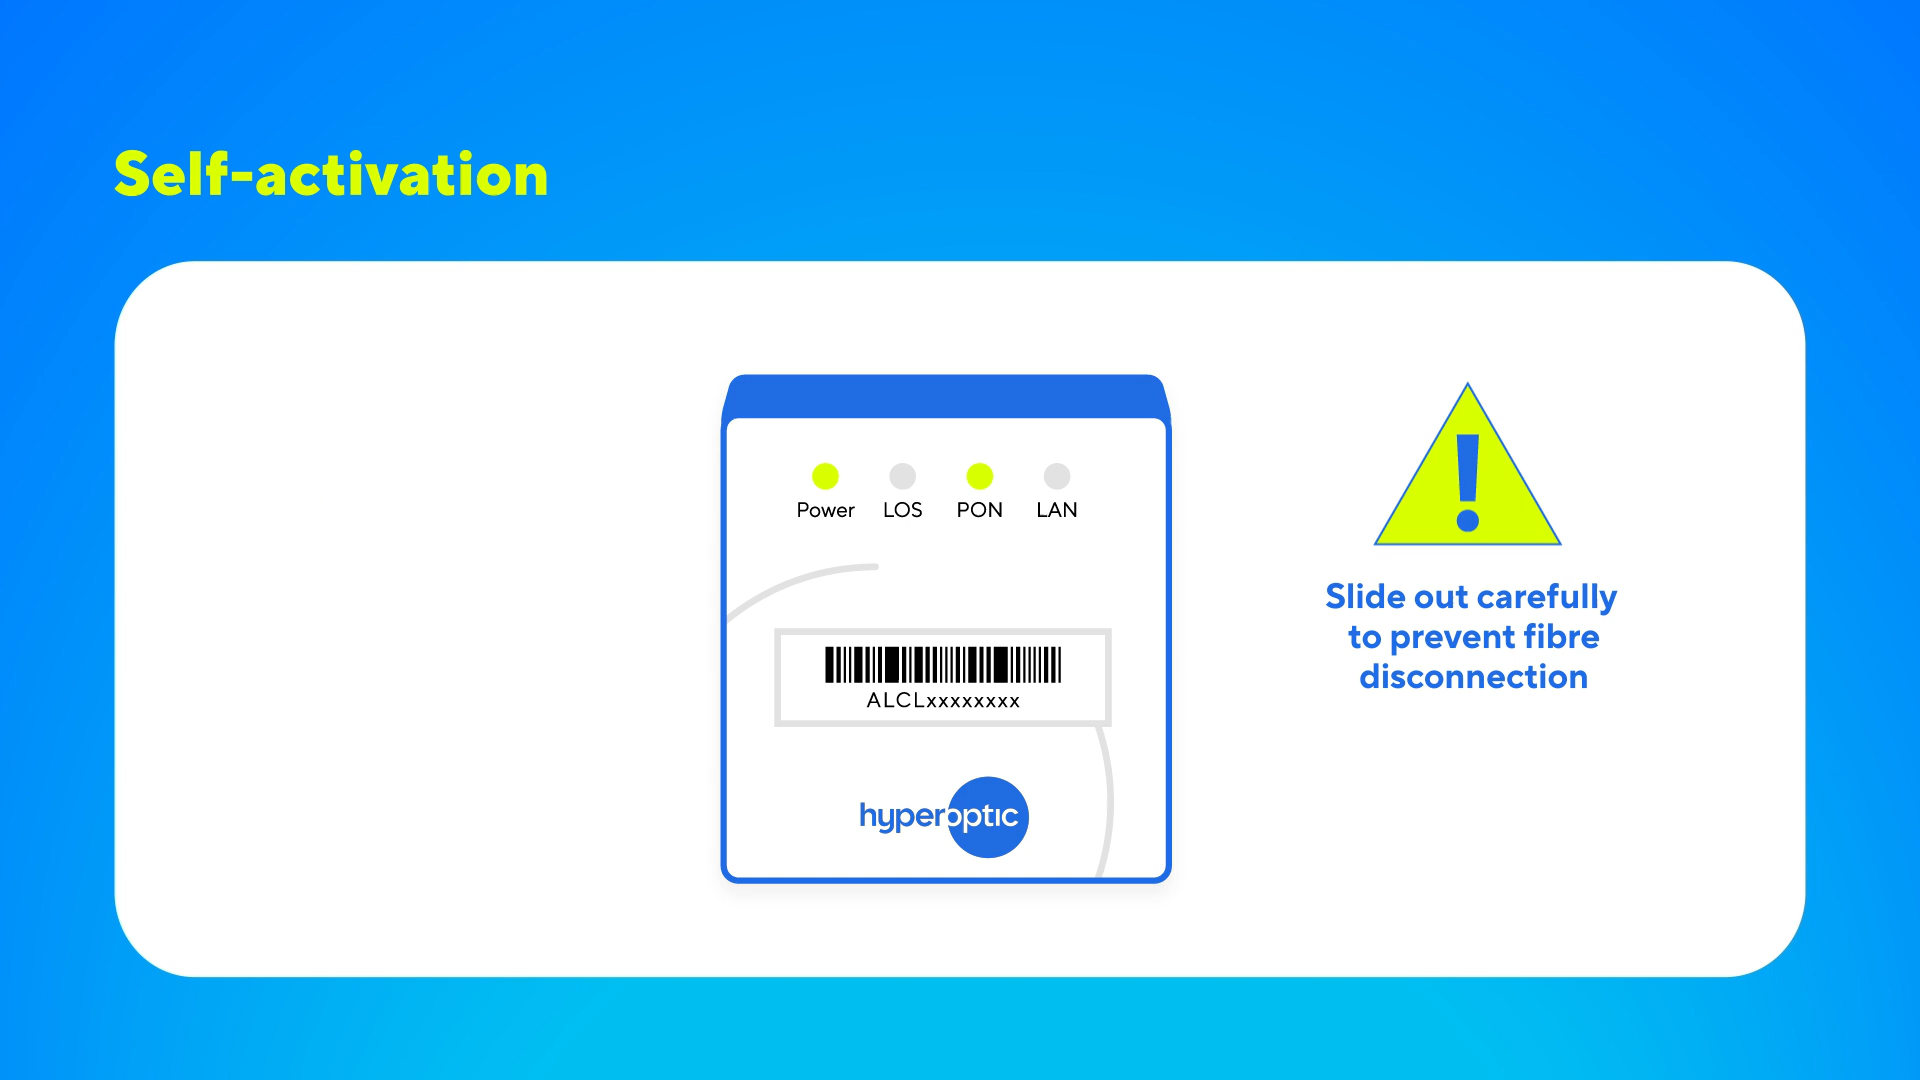 Self-activation
Power LOS PON LAN
ALCLxxxxxxxx
hyperoptic
!
Slide out carefully
to prevent fibre
disconnection